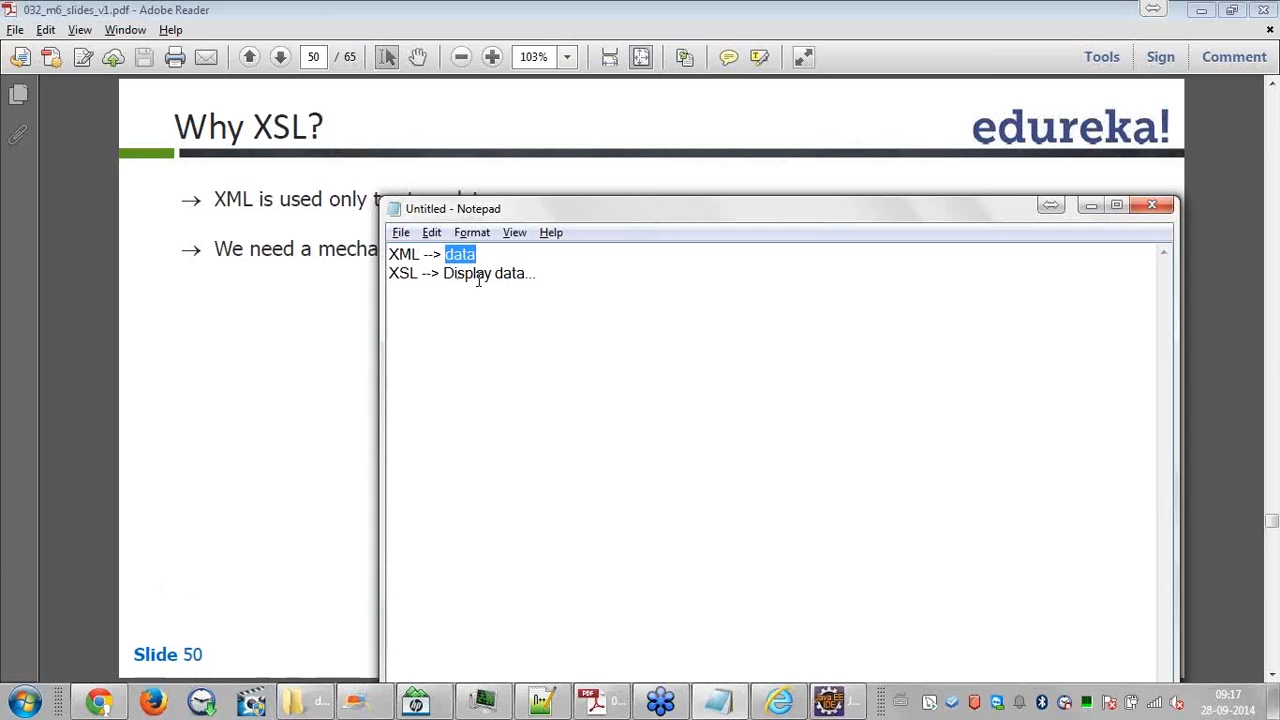 032_m6_slides_v1.pdf - Adobe Reader
File Edit View Window Help
50 / 65 103% Tools Sign Comment
Why XSL?
edureka!
→ XML is used only
→ We need a mecha
Untitled - Notepad
File Edit Format View Help
XML --> data
XSL --> Display data...
Slide 50
d...
0...
J...
09:17
28-09-2014